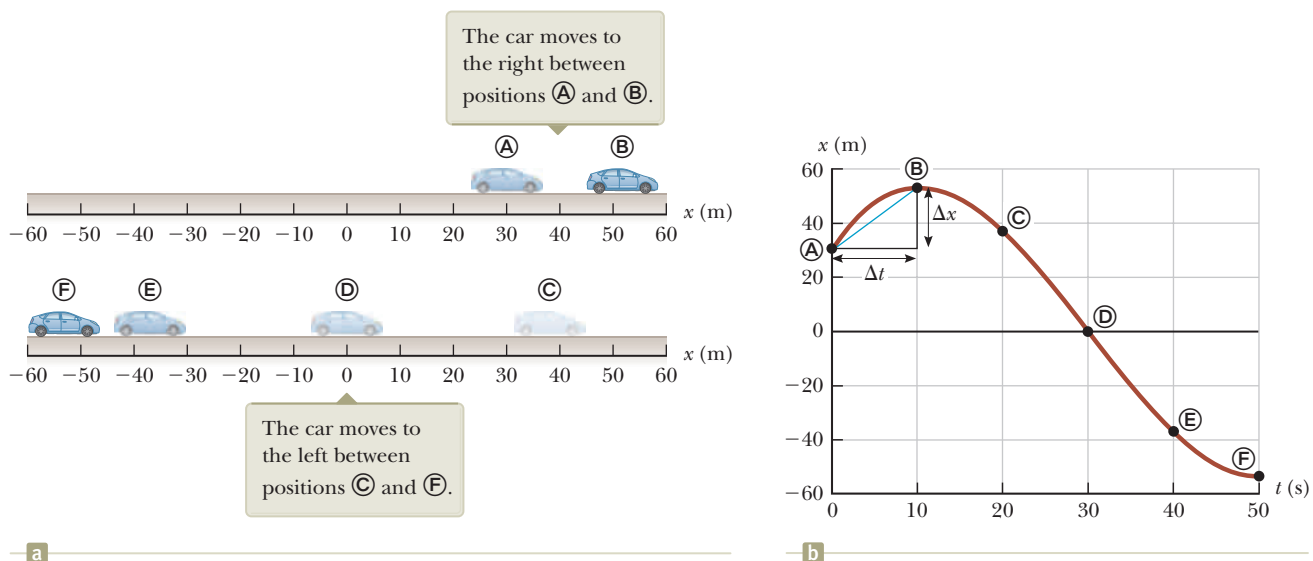 The car moves to
the right between
positions Ⓐ and Ⓑ.
Ⓐ Ⓑ
x (m)
−60 −50 −40 −30 −20 −10 0 10 20 30 40 50 60
Ⓕ Ⓔ Ⓓ Ⓒ
x (m)
−60 −50 −40 −30 −20 −10 0 10 20 30 40 50 60
The car moves to
the left between
positions Ⓒ and Ⓕ.
a
x (m)
60
40
20
0
−20
−40
−60
Ⓐ
Ⓑ
Δx
Δt
Ⓒ
Ⓓ
Ⓔ
Ⓕ
t (s)
0 10 20 30 40 50
b